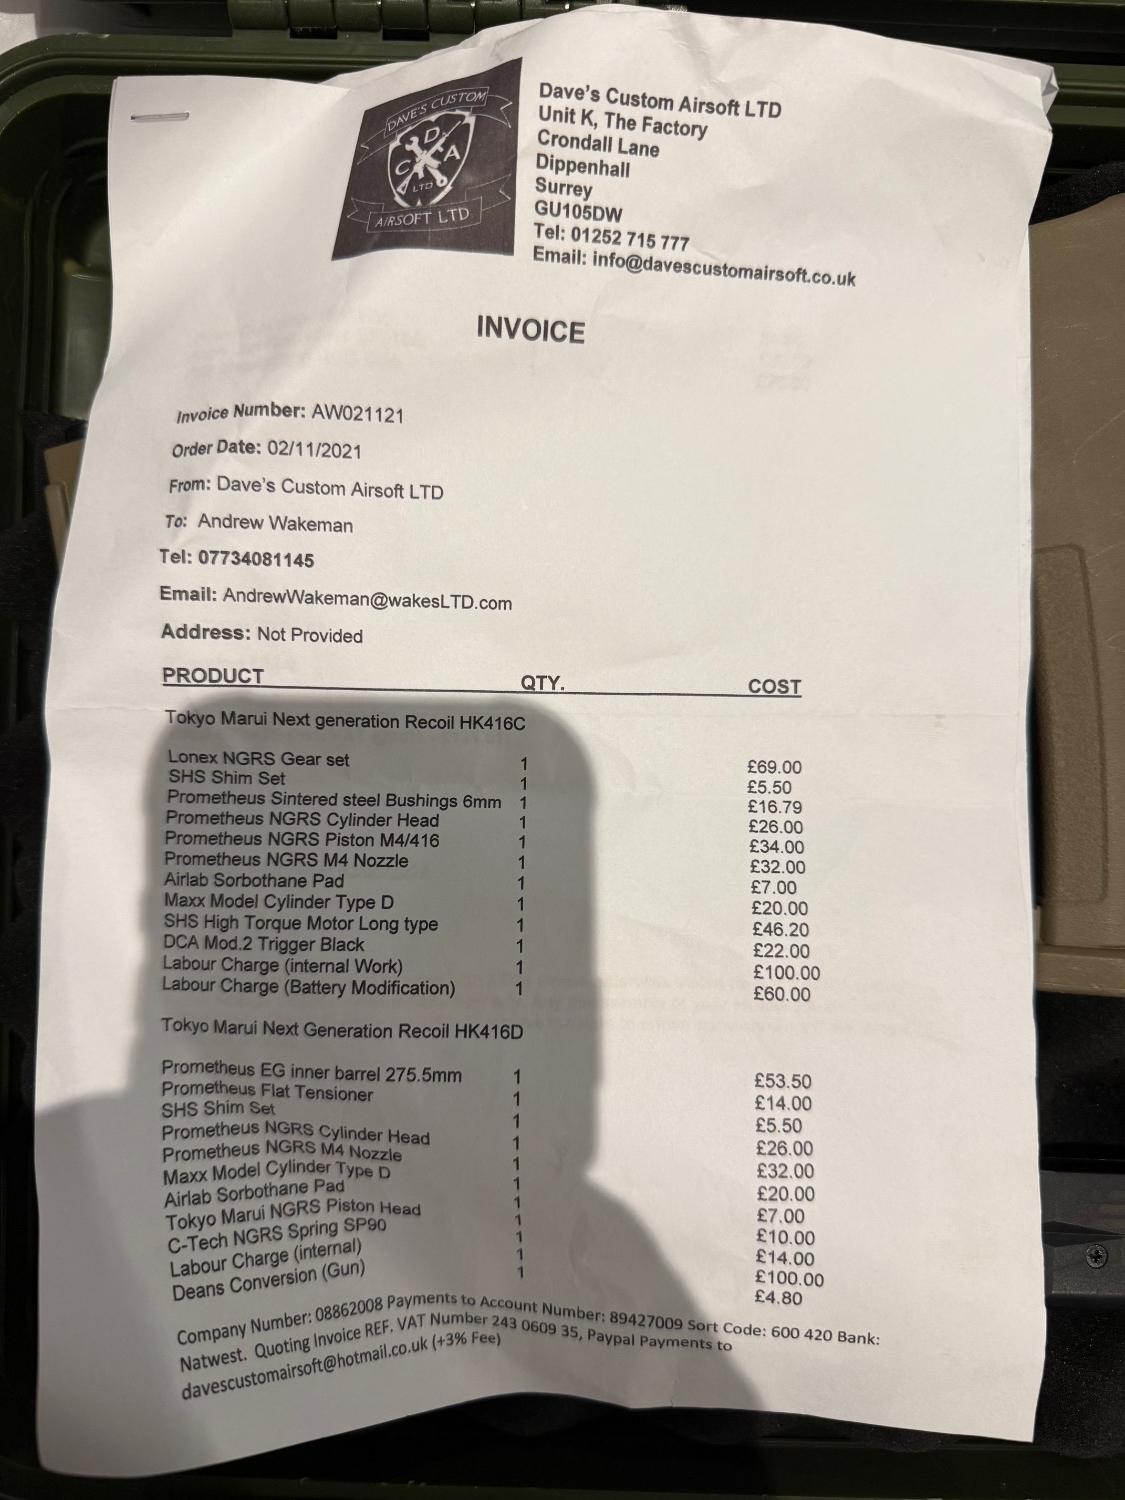 DAVE'S CUSTOM
D
C A
LTD
AIRSOFT LTD
Dave's Custom Airsoft LTD
Unit K, The Factory
Crondall Lane
Dippenhall
Surrey
GU105DW
Tel: 01252 715 777
Email: info@davescustomairsoft.co.uk
INVOICE
Invoice Number: AW021121
Order Date: 02/11/2021
From: Dave's Custom Airsoft LTD
To: Andrew Wakeman
Tel: 07734081145
Email: AndrewWakeman@wakesLTD.com
Address: Not Provided
PRODUCT QTY. COST
Tokyo Marui Next generation Recoil HK416C
Lonex NGRS Gear set 1 £69.00
SHS Shim Set 1 £5.50
Prometheus Sintered steel Bushings 6mm 1 £16.79
Prometheus NGRS Cylinder Head 1 £26.00
Prometheus NGRS Piston M4/416 1 £34.00
Prometheus NGRS M4 Nozzle 1 £32.00
Airlab Sorbothane Pad 1 £7.00
Maxx Model Cylinder Type D 1 £20.00
SHS High Torque Motor Long type 1 £46.20
DCA Mod.2 Trigger Black 1 £22.00
Labour Charge (internal Work) 1 £100.00
Labour Charge (Battery Modification) 1 £60.00
Tokyo Marui Next Generation Recoil HK416D
Prometheus EG inner barrel 275.5mm 1 £53.50
Prometheus Flat Tensioner 1 £14.00
SHS Shim Set 1 £5.50
Prometheus NGRS Cylinder Head 1 £26.00
Prometheus NGRS M4 Nozzle 1 £32.00
Maxx Model Cylinder Type D 1 £20.00
Airlab Sorbothane Pad 1 £7.00
Tokyo Marui NGRS Piston Head 1 £10.00
C-Tech NGRS Spring SP90 1 £14.00
Labour Charge (internal) 1 £100.00
Deans Conversion (Gun) 1 £4.80
Company Number: 08862008 Payments to Account Number: 89427009 Sort Code: 600 420 Bank:
Natwest. Quoting Invoice REF. VAT Number 243 0609 35, Paypal Payments to
davescustomairsoft@hotmail.co.uk (+3% Fee)